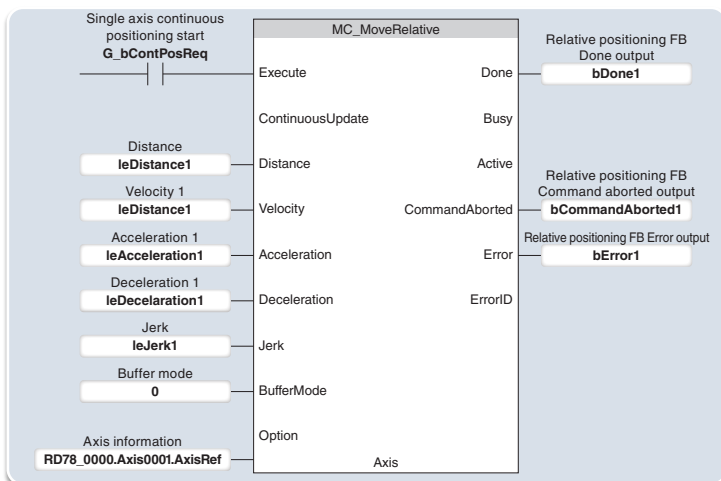 Single axis continuous
positioning start
G_bContPosReq
MC_MoveRelative
Execute
Done
Relative positioning FB
Done output
bDone1
ContinuousUpdate
Busy
Distance
leDistance1
Distance
Active
Velocity 1
leDistance1
Velocity
CommandAborted
Relative positioning FB
Command aborted output
bCommandAborted1
Acceleration 1
leAcceleration1
Acceleration
Error
Relative positioning FB Error output
bError1
Deceleration 1
leDecelaration1
Deceleration
ErrorID
Jerk
leJerk1
Jerk
Buffer mode
0
BufferMode
Option
Axis information
RD78_0000.Axis0001.AxisRef
Axis